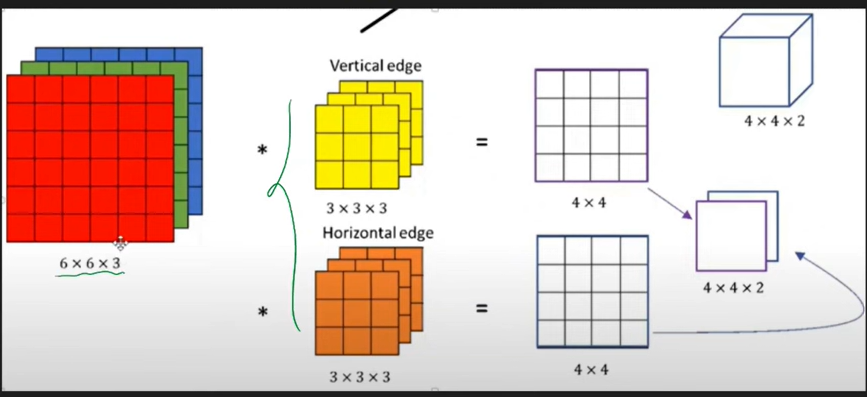 Vertical edge
*
=
4 × 4 × 2
3 × 3 × 3
4 × 4
Horizontal edge
6 × 6 × 3
4 × 4 × 2
*
=
3 × 3 × 3
4 × 4